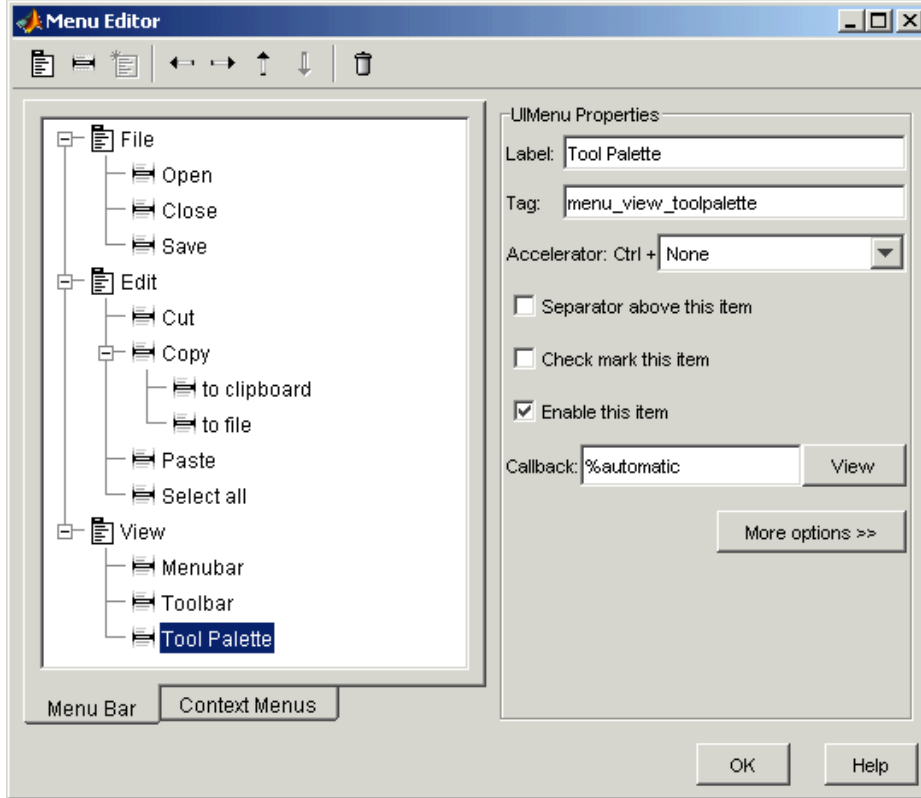 Menu Editor
File
Open
Close
Save
Edit
Cut
Copy
to clipboard
to file
Paste
Select all
View
Menubar
Toolbar
Tool Palette
Menu Bar
Context Menus
UIMenu Properties
Label: Tool Palette
Tag: menu_view_toolpalette
Accelerator: Ctrl + None
Separator above this item
Check mark this item
Enable this item
Callback: %automatic View
More options >>
OK Help